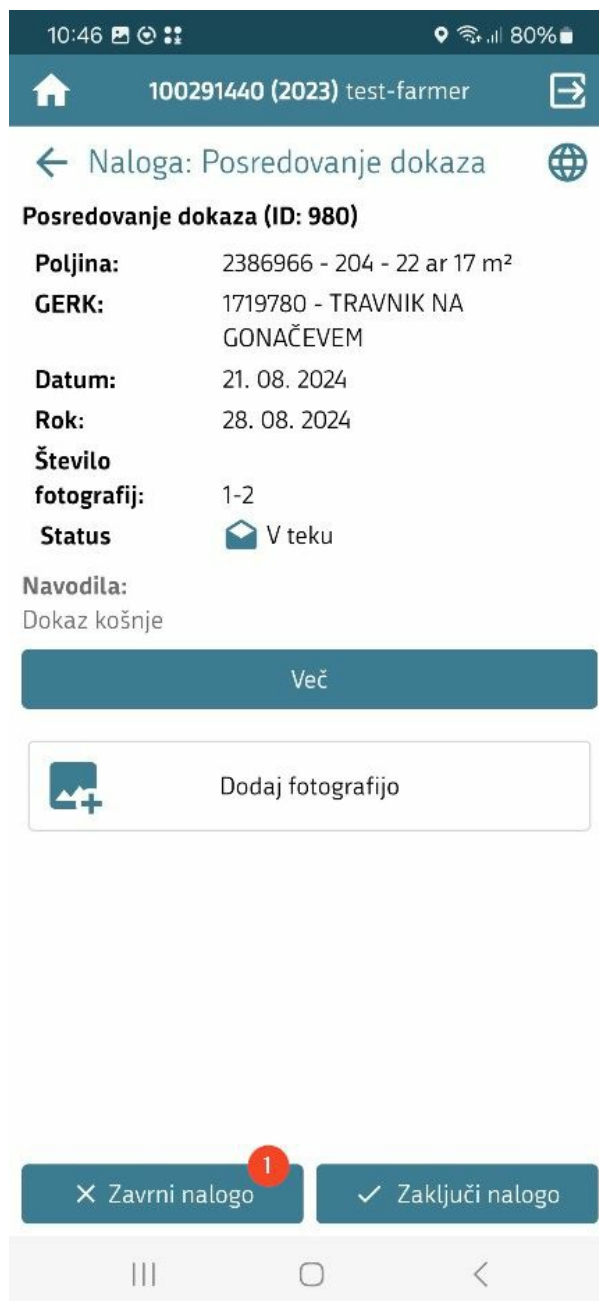 10:46 80%
100291440 (2023) test-farmer
Naloga: Posredovanje dokaza
Posredovanje dokaza (ID: 980)
Poljina: 2386966 - 204 - 22 ar 17 m²
GERK: 1719780 - TRAVNIK NA
GONAČEVEM
Datum: 21. 08. 2024
Rok: 28. 08. 2024
Število
fotografij: 1-2
Status V teku
Navodila:
Dokaz košnje
Več
Dodaj fotografijo
1
Zavrni nalogo Zaključi nalogo